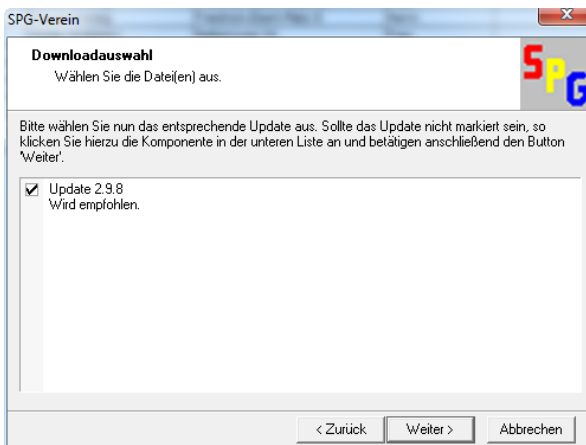 SPG-Verein
Downloadauswahl
Wählen Sie die Datei(en) aus.
SPG
Bitte wählen Sie nun das entsprechende Update aus. Sollte das Update nicht markiert sein, so
klicken Sie hierzu die Komponente in der unteren Liste an und betätigen anschließend den Button
'Weiter'.
Update 2.9.8
Wird empfohlen.
< Zurück
Weiter >
Abbrechen